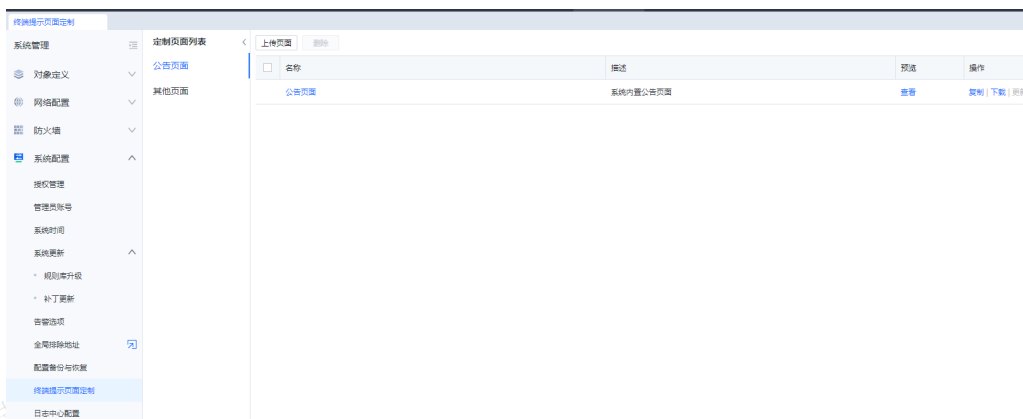 终端提示页面定制
系统管理
对象定义
网络配置
防火墙
系统配置
授权管理
管理员账号
系统时间
系统更新
规则库升级
补丁更新
告警选项
全局排除地址
配置备份与恢复
终端提示页面定制
日志中心配置
定制页面列表
公告页面
其他页面
上传页面 删除
名称 描述 预览 操作
公告页面 系统内置公告页面 查看 复制 | 下载 | 更新